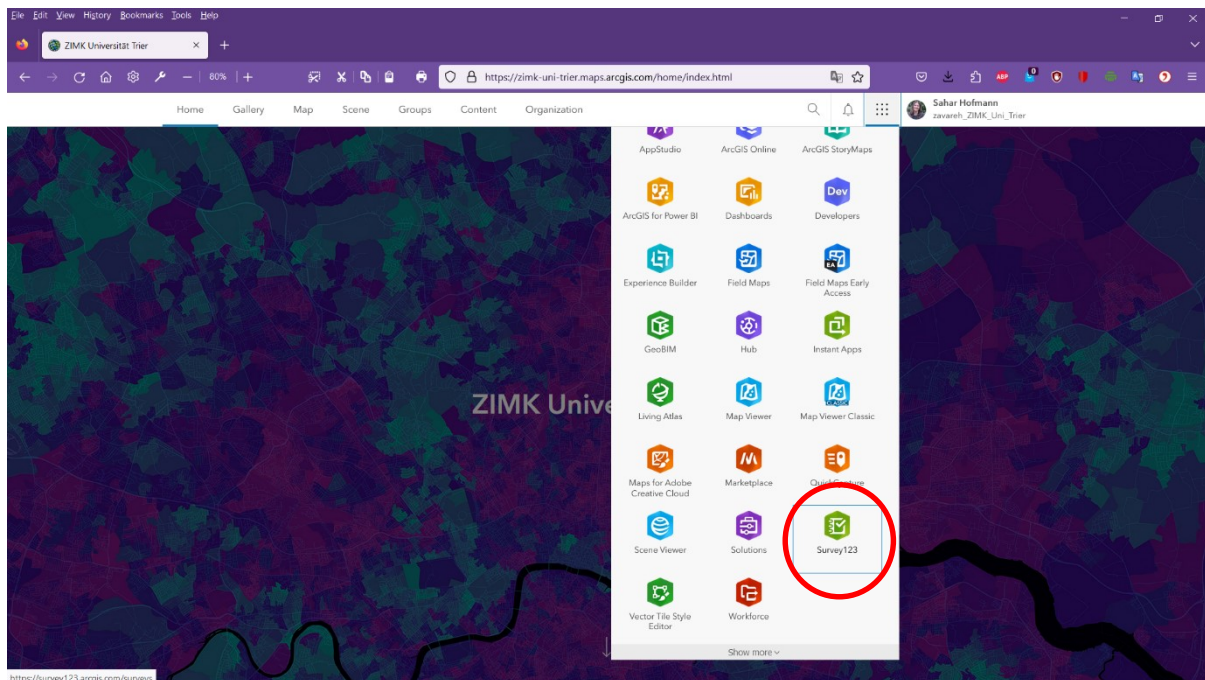 File Edit View History Bookmarks Tools Help
ZIMK Universität Trier
80%
https://zimk-uni-trier.maps.arcgis.com/home/index.html
ABP
0
Home Gallery Map Scene Groups Content Organization
Sahar Hofmann
zavareh_ZIMK_Uni_Trier
AppStudio ArcGIS Online ArcGIS StoryMaps
Dev
ArcGIS for Power BI Dashboards Developers
EA
Experience Builder Field Maps Field Maps Early
Access
GeoBIM Hub Instant Apps
CLASSIC
Living Atlas Map Viewer Map Viewer Classic
ZIMK Unive
Maps for Adobe Marketplace QuickCapture
Creative Cloud
Scene Viewer Solutions Survey123
Vector Tile Style Workforce
Editor
Show more
https://survey123.arcgis.com/surveys